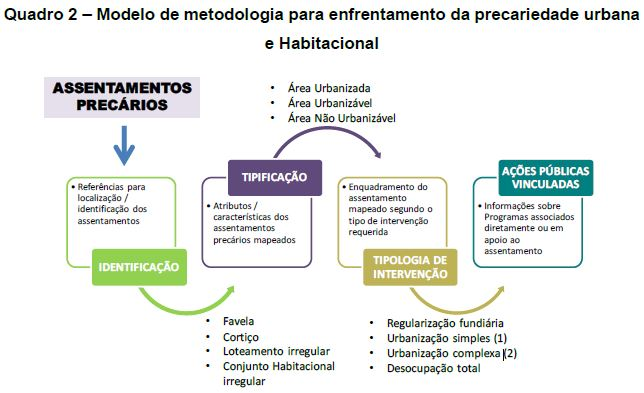 Quadro 2 – Modelo de metodologia para enfrentamento da precariedade urbana
e Habitacional
ASSENTAMENTOS
PRECÁRIOS
• Área Urbanizada
• Área Urbanizável
• Área Não Urbanizável
• Referências para
localização /
identificação dos
assentamentos
IDENTIFICAÇÃO
TIPIFICAÇÃO
• Atributos /
características dos
assentamentos
precários mapeados
• Enquadramento do
assentamento
mapeado segundo o
tipo de intervenção
requerida
TIPOLOGIA DE
INTERVENÇÃO
AÇÕES PÚBLICAS
VINCULADAS
• Informações sobre
Programas associados
diretamente ou em
apoio ao
assentamento
• Favela
• Cortiço
• Loteamento irregular
• Conjunto Habitacional
irregular
• Regularização fundiária
• Urbanização simples (1)
• Urbanização complexa (2)
• Desocupação total